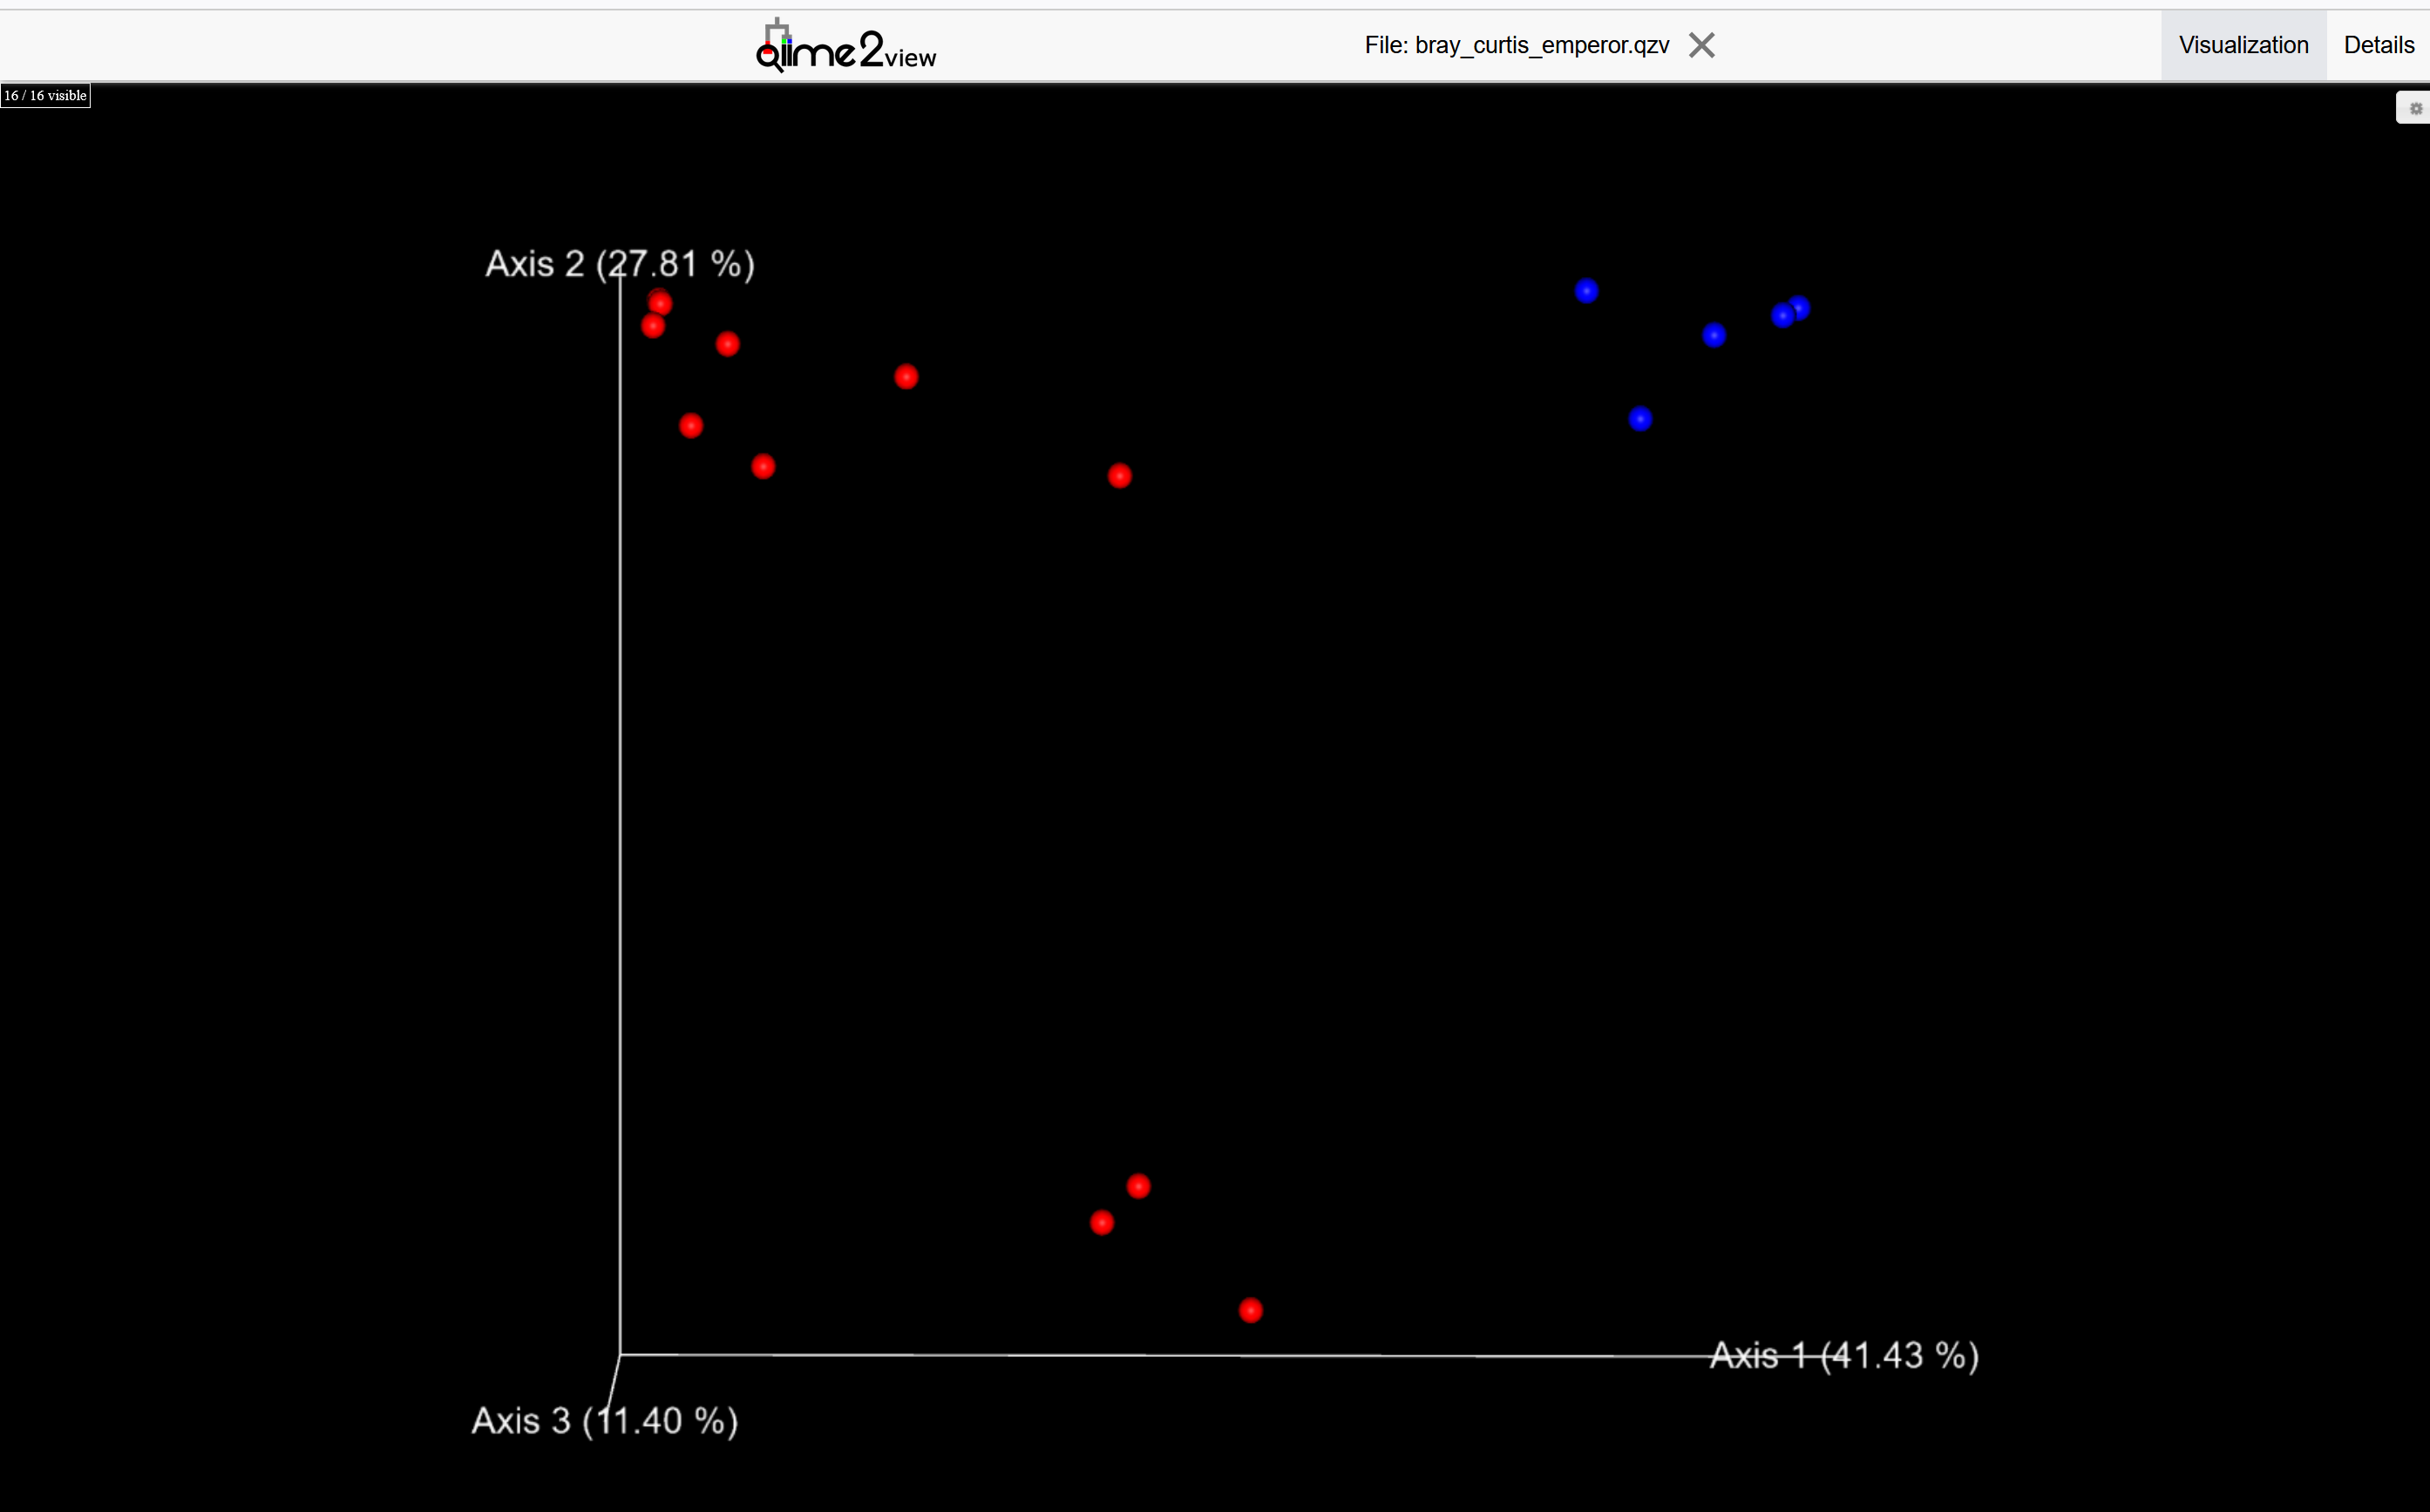 qiime2view
File: bray_curtis_emperor.qzv
Visualization
Details
16 / 16 visible
Axis 2 (27.81 %)
Axis 1 (41.43 %)
Axis 3 (11.40 %)